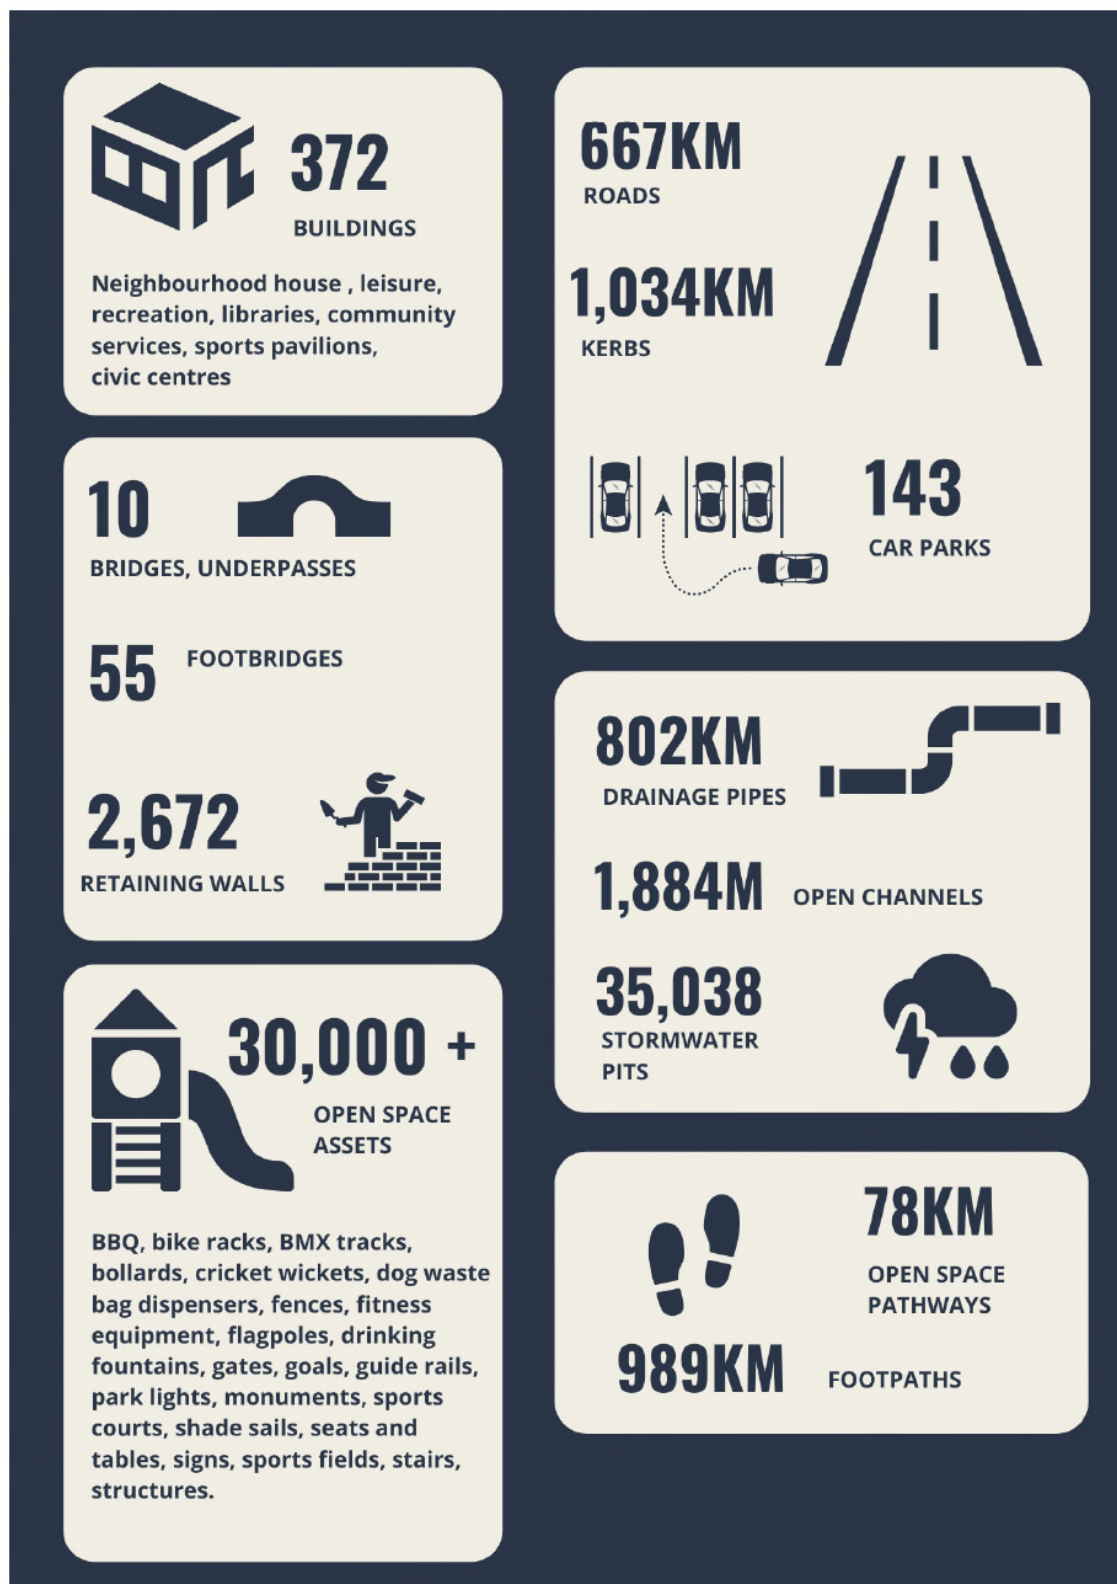 372
BUILDINGS
Neighbourhood house , leisure,
recreation, libraries, community
services, sports pavilions,
civic centres
10
BRIDGES, UNDERPASSES
55 FOOTBRIDGES
2,672
RETAINING WALLS
30,000 +
OPEN SPACE
ASSETS
BBQ, bike racks, BMX tracks,
bollards, cricket wickets, dog waste
bag dispensers, fences, fitness
equipment, flagpoles, drinking
fountains, gates, goals, guide rails,
park lights, monuments, sports
courts, shade sails, seats and
tables, signs, sports fields, stairs,
structures.
667KM
ROADS
1,034KM
KERBS
143
CAR PARKS
802KM
DRAINAGE PIPES
1,884M OPEN CHANNELS
35,038
STORMWATER
PITS
78KM
OPEN SPACE
PATHWAYS
989KM FOOTPATHS